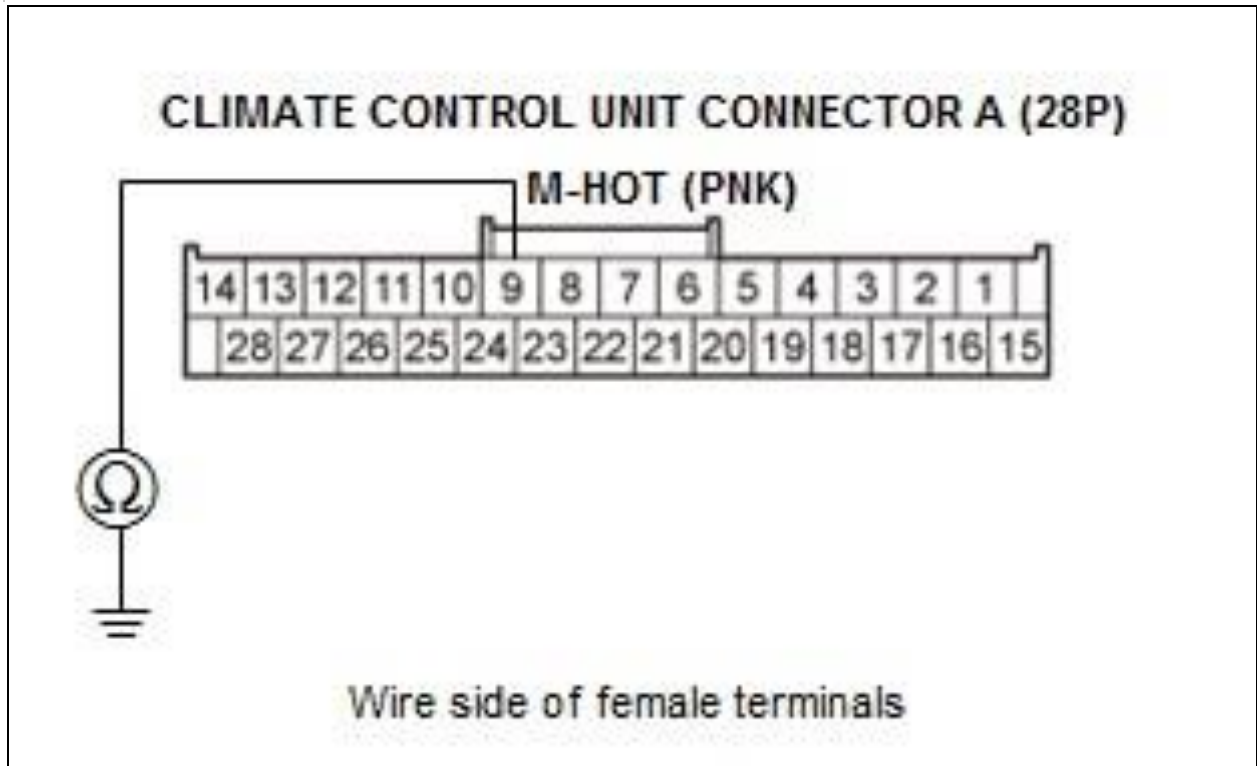 CLIMATE CONTROL UNIT CONNECTOR A (28P)
M-HOT (PNK)
14 13 12 11 10 9 8 7 6 5 4 3 2 1
28 27 26 25 24 23 22 21 20 19 18 17 16 15
Ω
Wire side of female terminals